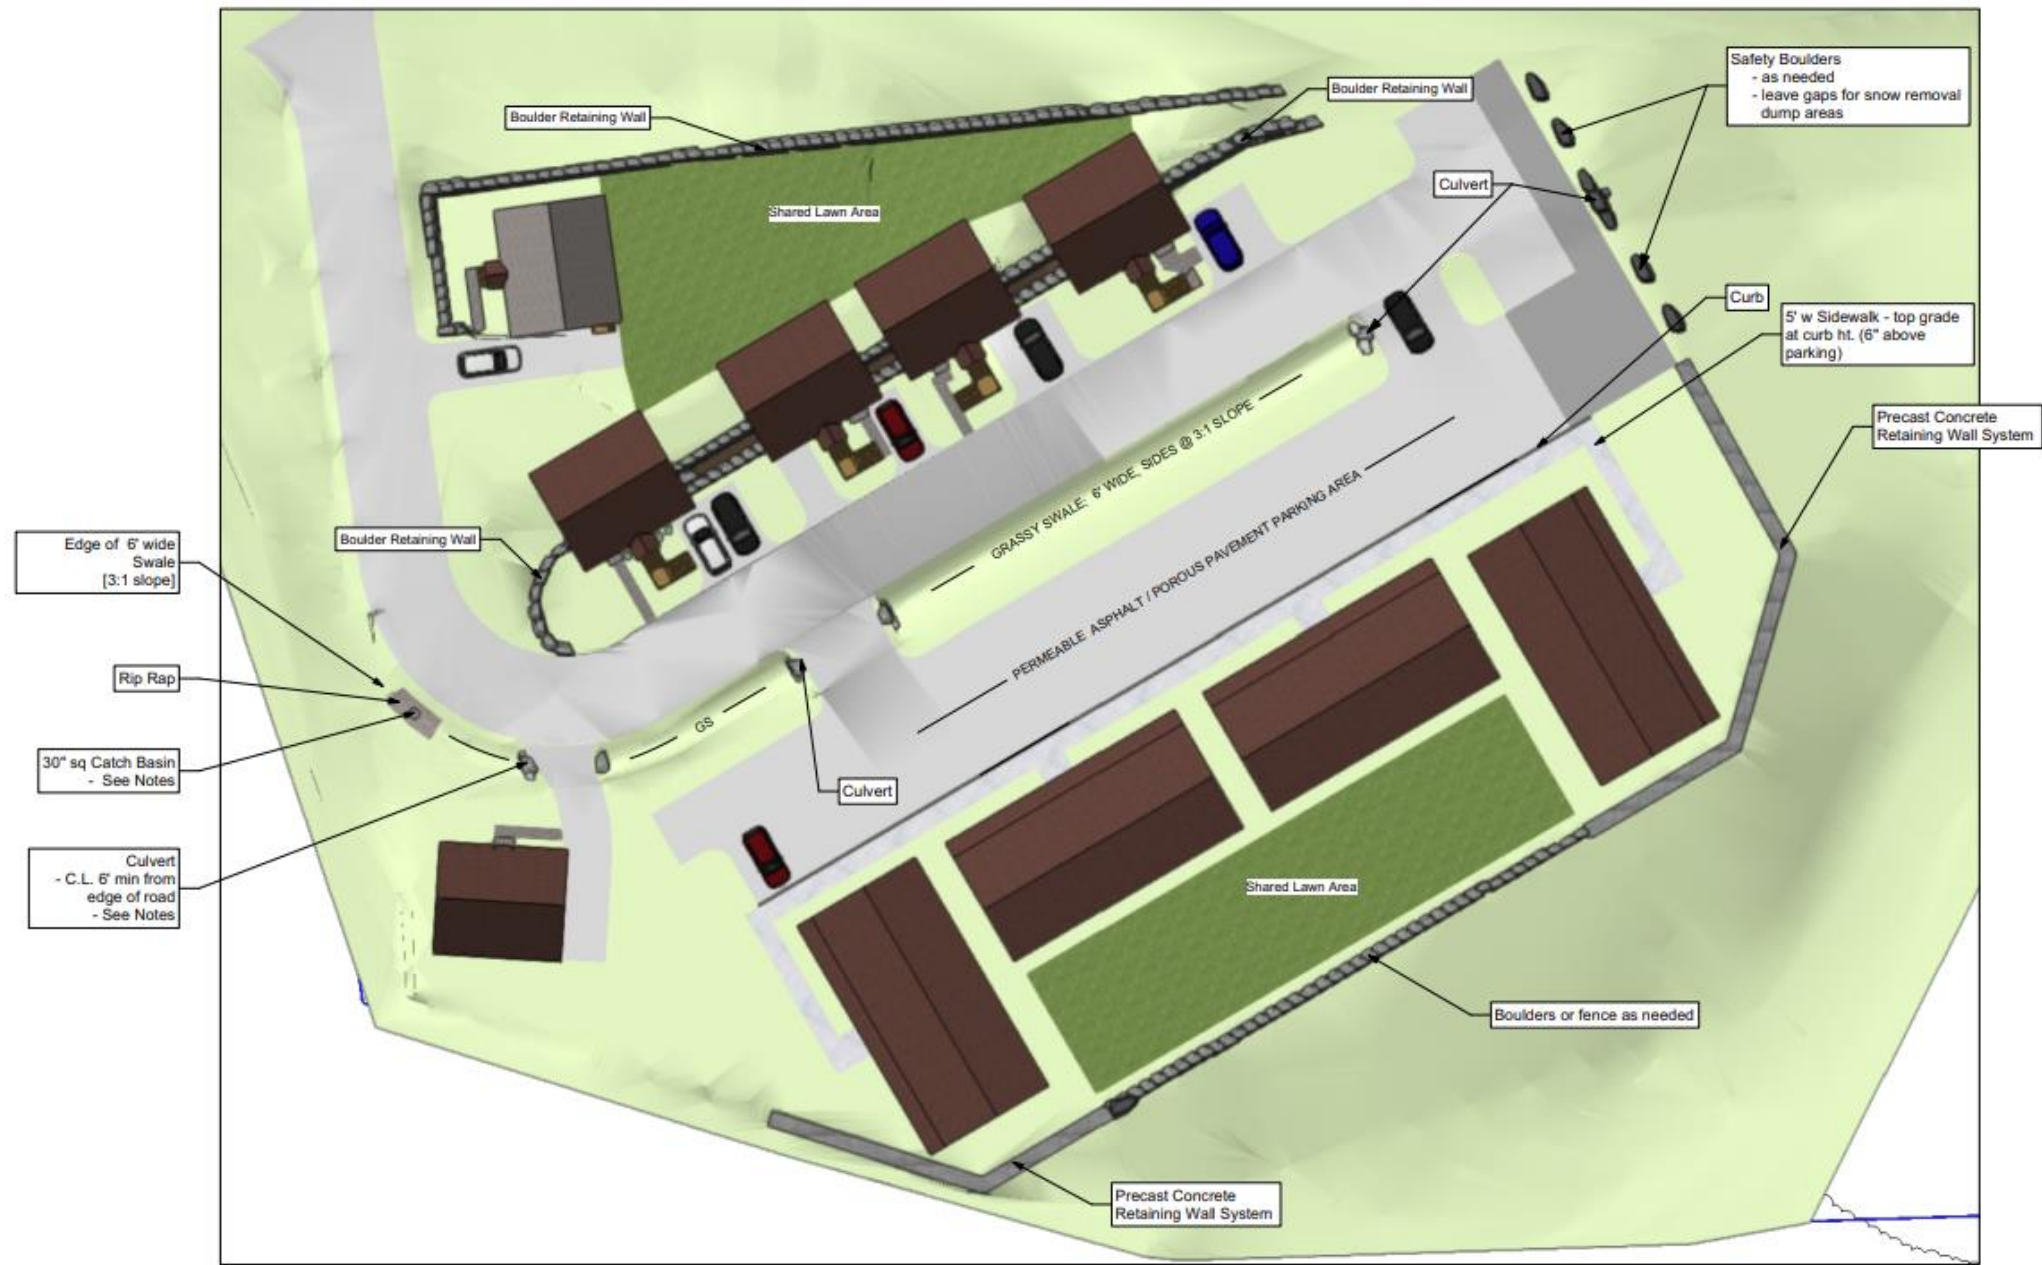 Safety Boulders
- as needed
- leave gaps for snow removal
dump areas
Boulder Retaining Wall
Boulder Retaining Wall
Culvert
Shared Lawn Area
Curb
5' w Sidewalk - top grade
at curb ht. (6" above
parking)
Precast Concrete
Retaining Wall System
GRASSY SWALE: 6' WIDE, SIDES @ 3:1 SLOPE
PERMEABLE ASPHALT / POROUS PAVEMENT PARKING AREA
Boulder Retaining Wall
Edge of 6' wide
Swale
[3:1 slope]
Rip Rap
GS
30" sq Catch Basin
- See Notes
Culvert
Culvert
- C.L. 6' min from
edge of road
- See Notes
Shared Lawn Area
Boulders or fence as needed
Precast Concrete
Retaining Wall System